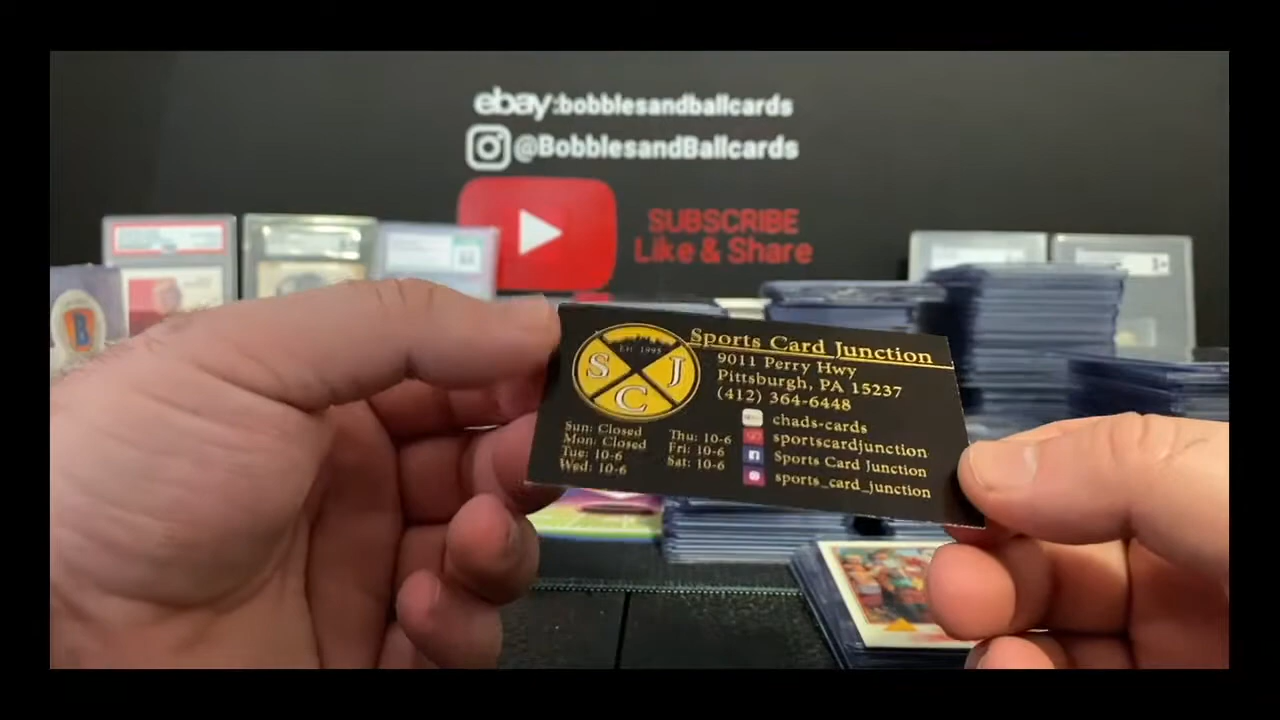 ebay:bobblesandballcards
@BobblesandBallcards
SUBSCRIBE
Like & Share
B
Est 1995
S J
C
Sports Card Junction
9011 Perry Hwy
Pittsburgh, PA 15237
(412) 364-6448
Sun: Closed
Mon: Closed
Tue: 10-6
Wed: 10-6
Thu: 10-6
Fri: 10-6
Sat: 10-6
chads-cards
sportscardjunction
Sports Card Junction
sports_card_junction